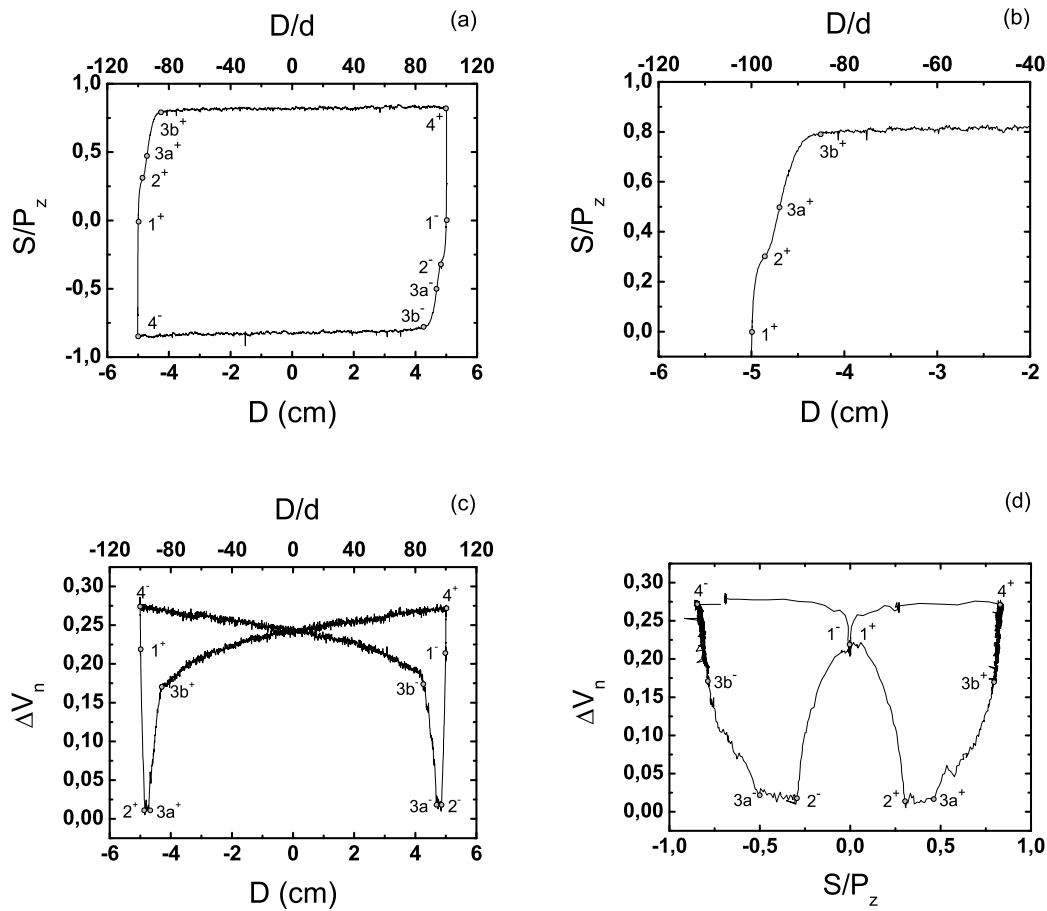 D/d
(a)
-120 -80 -40 0 40 80 120
1,0
0,5
0,0
-0,5
-1,0
S/Pz
3b+
3a+
2+
1+
4-
4+
1-
2-
3a-
3b-
-6 -4 -2 0 2 4 6
D (cm)
D/d
(b)
-120 -100 -80 -60 -40
1,0
0,8
0,6
0,4
0,2
0,0
S/Pz
3b+
3a+
2+
1+
-6 -5 -4 -3 -2
D (cm)
D/d
(c)
-120 -80 -40 0 40 80 120
0,30
0,25
0,20
0,15
0,10
0,05
0,00
ΔVn
4-
4+
1+
1-
3b+
3b-
2+
3a+
3a-
2-
-6 -4 -2 0 2 4 6
D (cm)
(d)
0,30
0,25
0,20
0,15
0,10
0,05
0,00
ΔVn
4-
4+
1-
1+
3b-
3b+
3a-
2-
2+
3a+
-1,0 -0,5 0,0 0,5 1,0
S/Pz